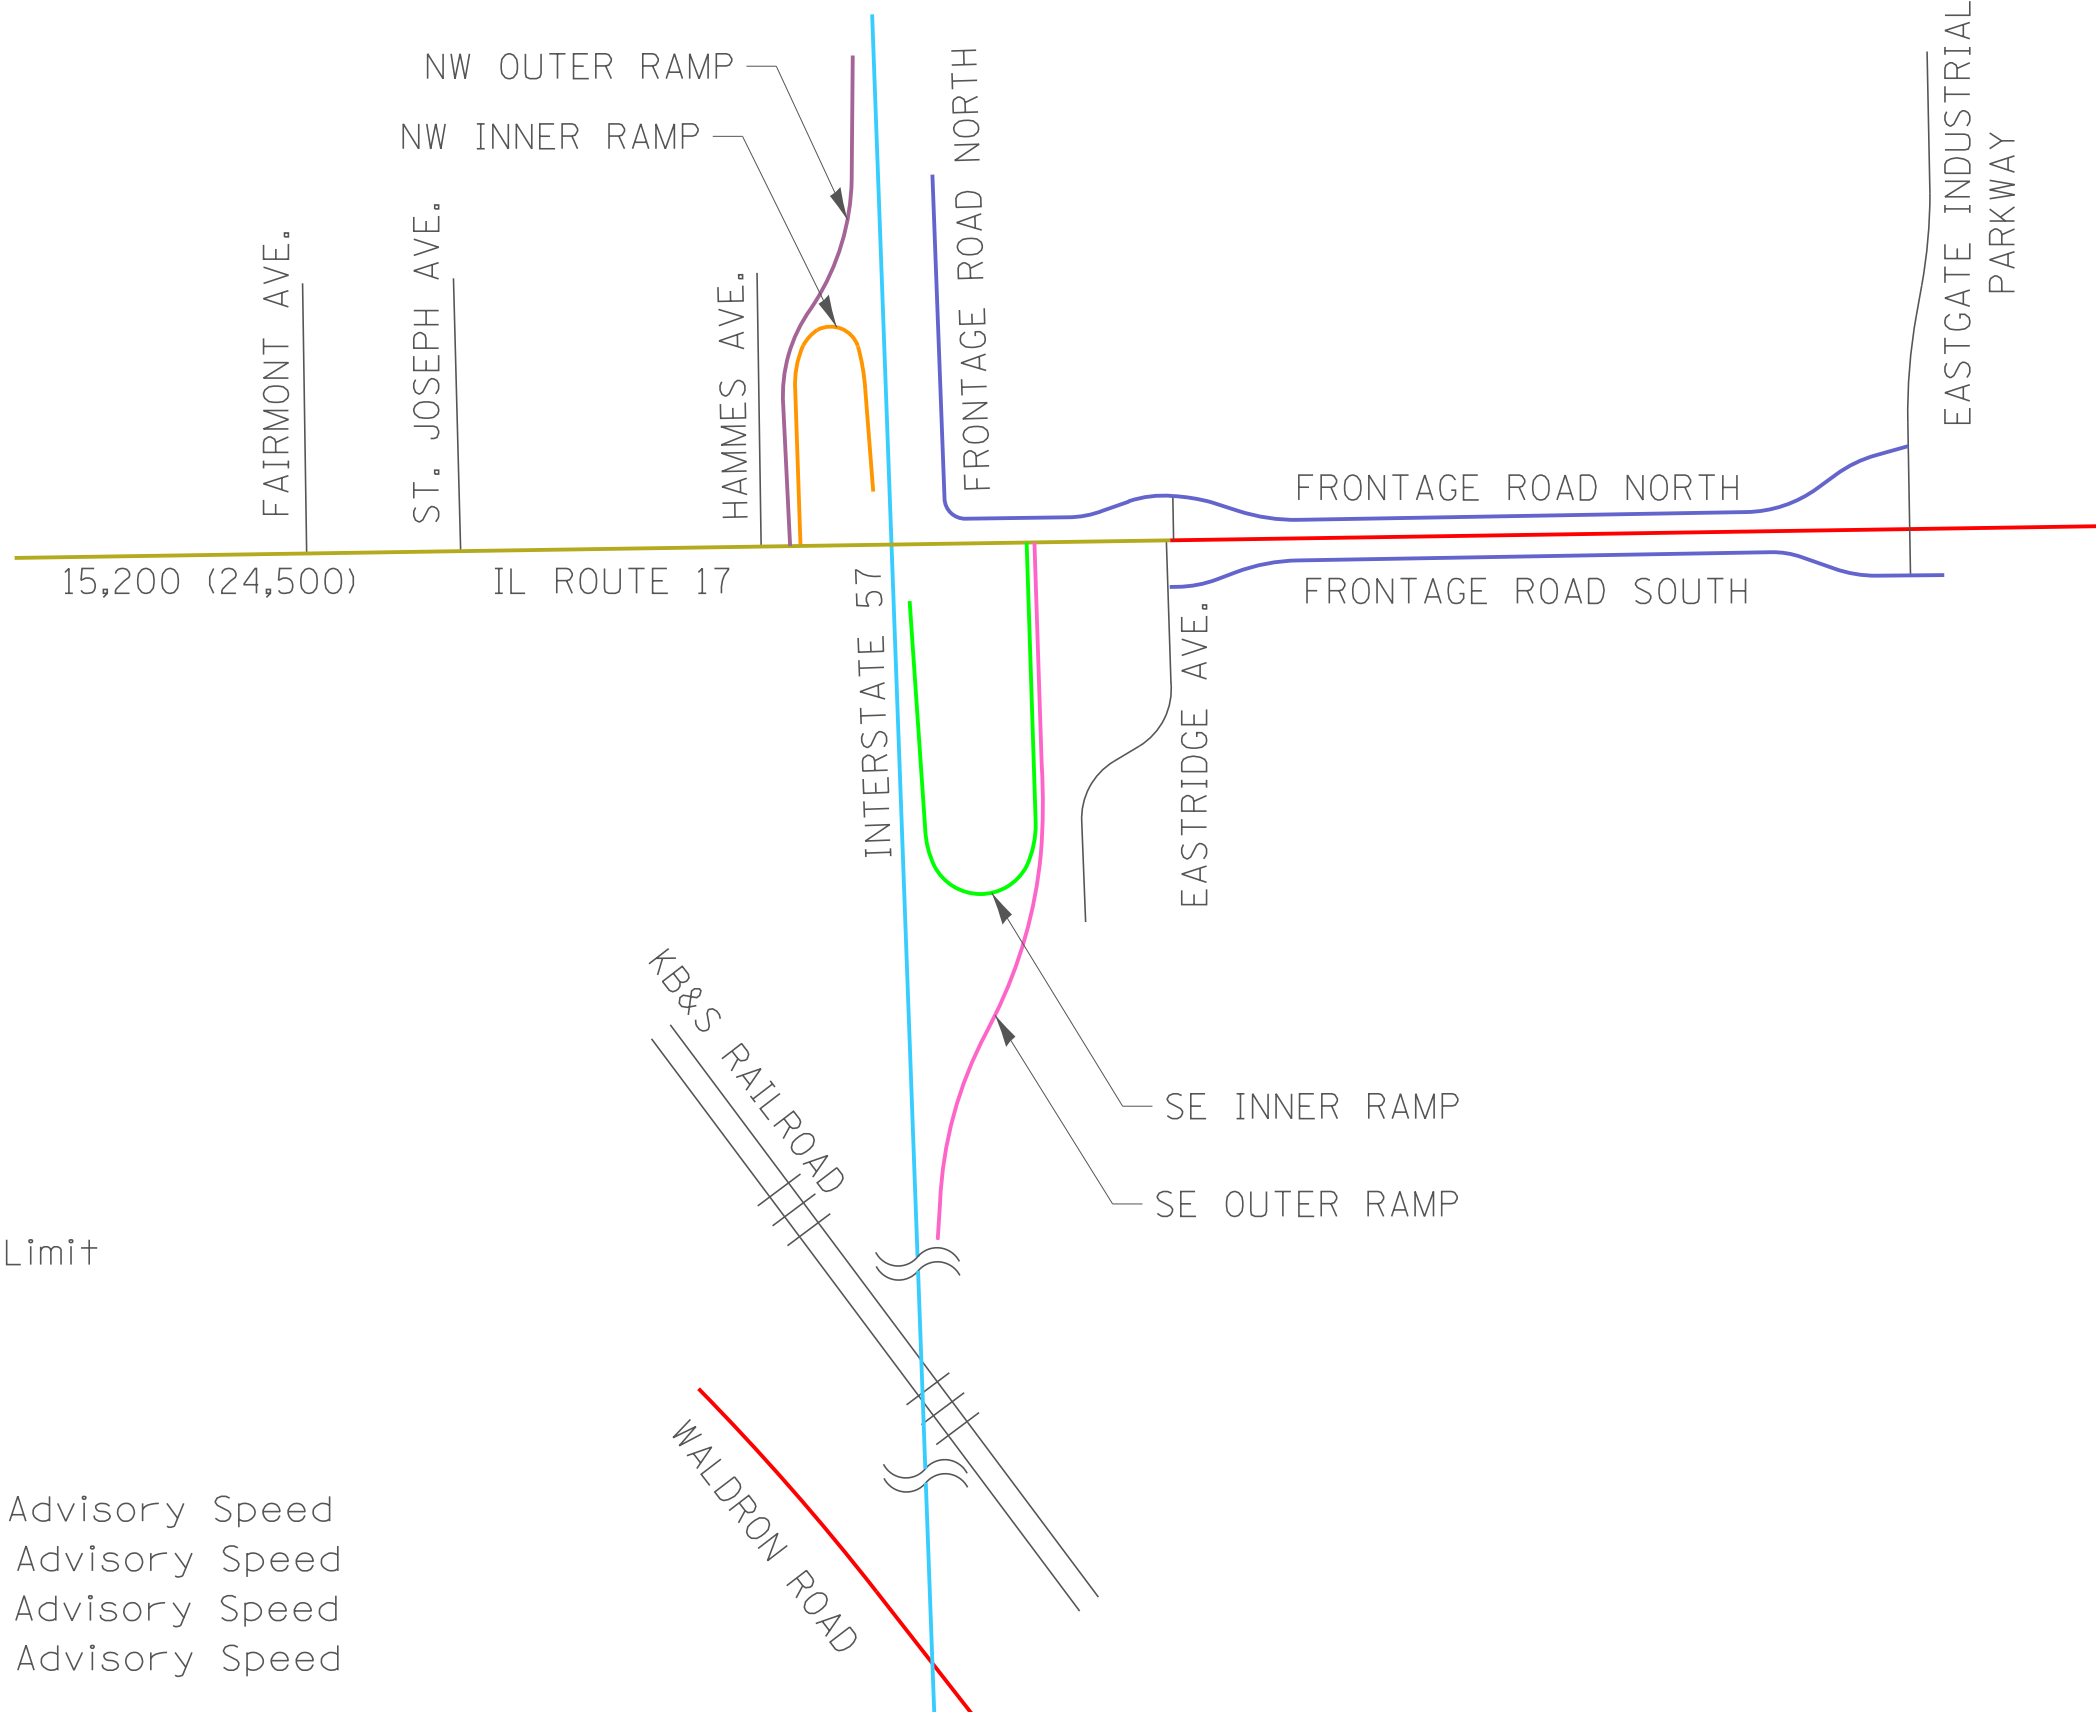 NW OUTER RAMP
NW INNER RAMP
FRONTAGE ROAD NORTH
EASTGATE INDUSTRIAL
PARKWAY
FAIRMONT AVE.
ST. JOSEPH AVE.
HAMMES AVE.
FRONTAGE ROAD NORTH
15,200 (24,500)
IL ROUTE 17
FRONTAGE ROAD SOUTH
INTERSTATE 57
EASTRIDGE AVE.
KB&S RAILROAD
SE INNER RAMP
SE OUTER RAMP
Limit
WALDRON ROAD
Advisory Speed
Advisory Speed
Advisory Speed
Advisory Speed